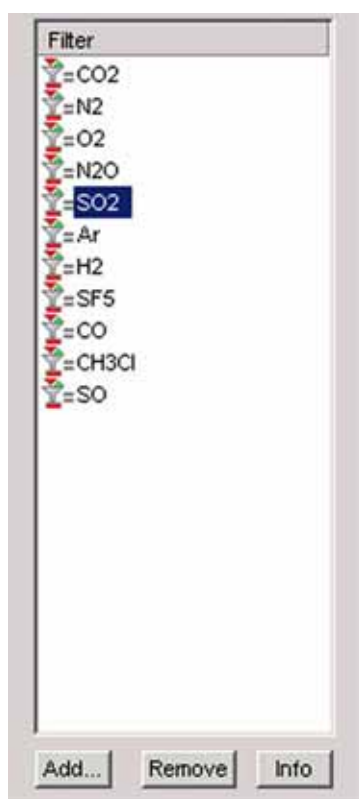 Filter
=CO2
=N2
=O2
=N2O
=SO2
=Ar
=H2
=SF5
=CO
=CH3Cl
=SO
Add... Remove Info